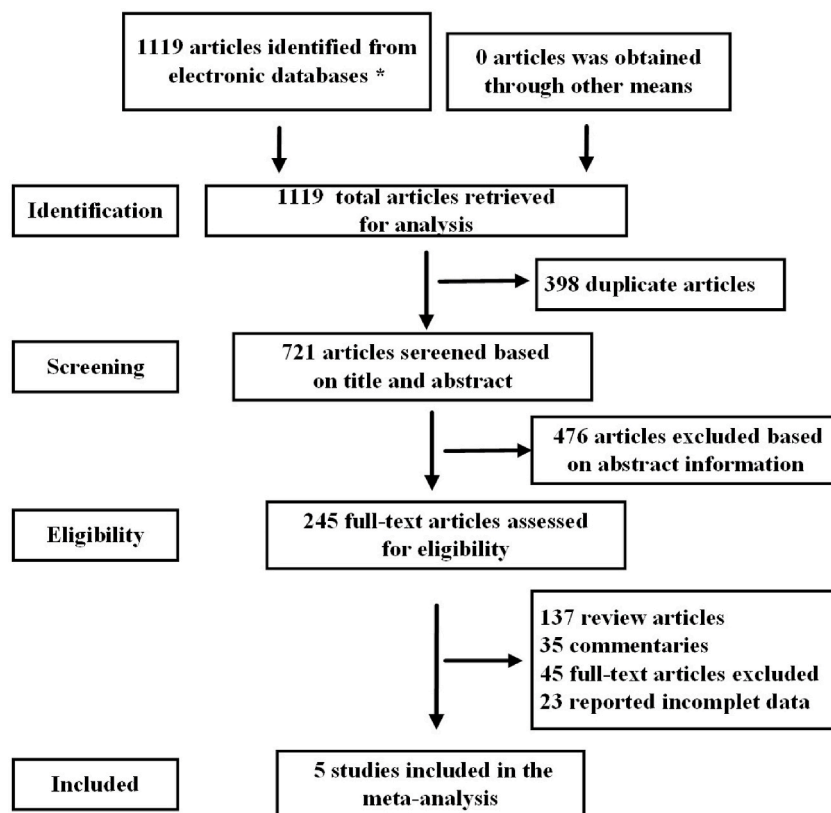 1119 articles identified from
electronic databases *
0 articles was obtained
through other means
Identification
1119 total articles retrieved
for analysis
398 duplicate articles
Screening
721 articles sereened based
on title and abstract
476 articles excluded based
on abstract information
Eligibility
245 full-text articles assessed
for eligibility
137 review articles
35 commentaries
45 full-text articles excluded
23 reported incomplet data
Included
5 studies included in the
meta-analysis